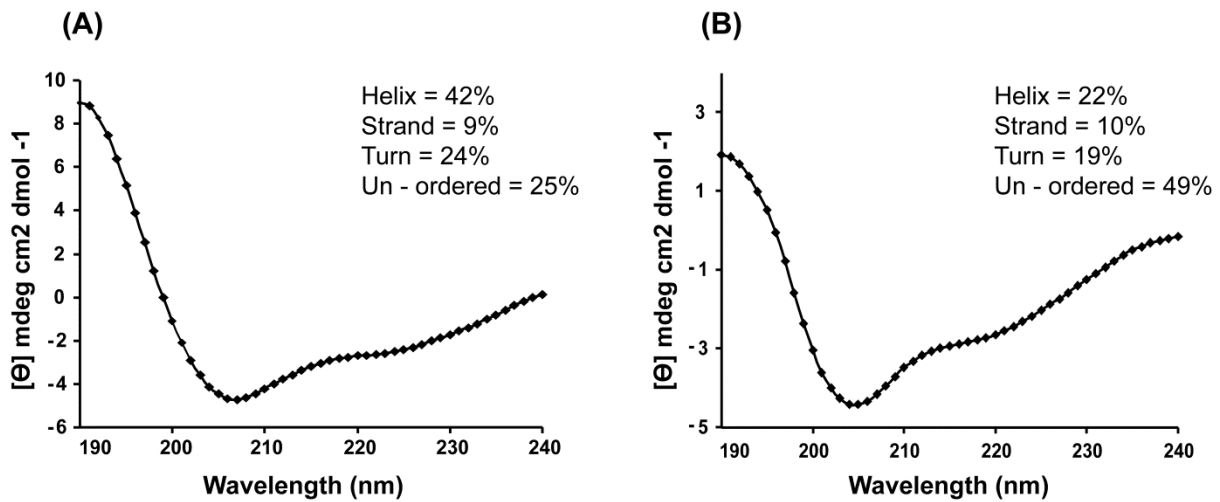 (A)
Helix = 42%
Strand = 9%
Turn = 24%
Un - ordered = 25%
[Θ] mdeg cm2 dmol -1
10
8
6
4
2
0
-2
-4
-6
190 200 210 220 230 240
Wavelength (nm)
(B)
Helix = 22%
Strand = 10%
Turn = 19%
Un - ordered = 49%
[Θ] mdeg cm2 dmol -1
3
1
-1
-3
-5
190 200 210 220 230 240
Wavelength (nm)